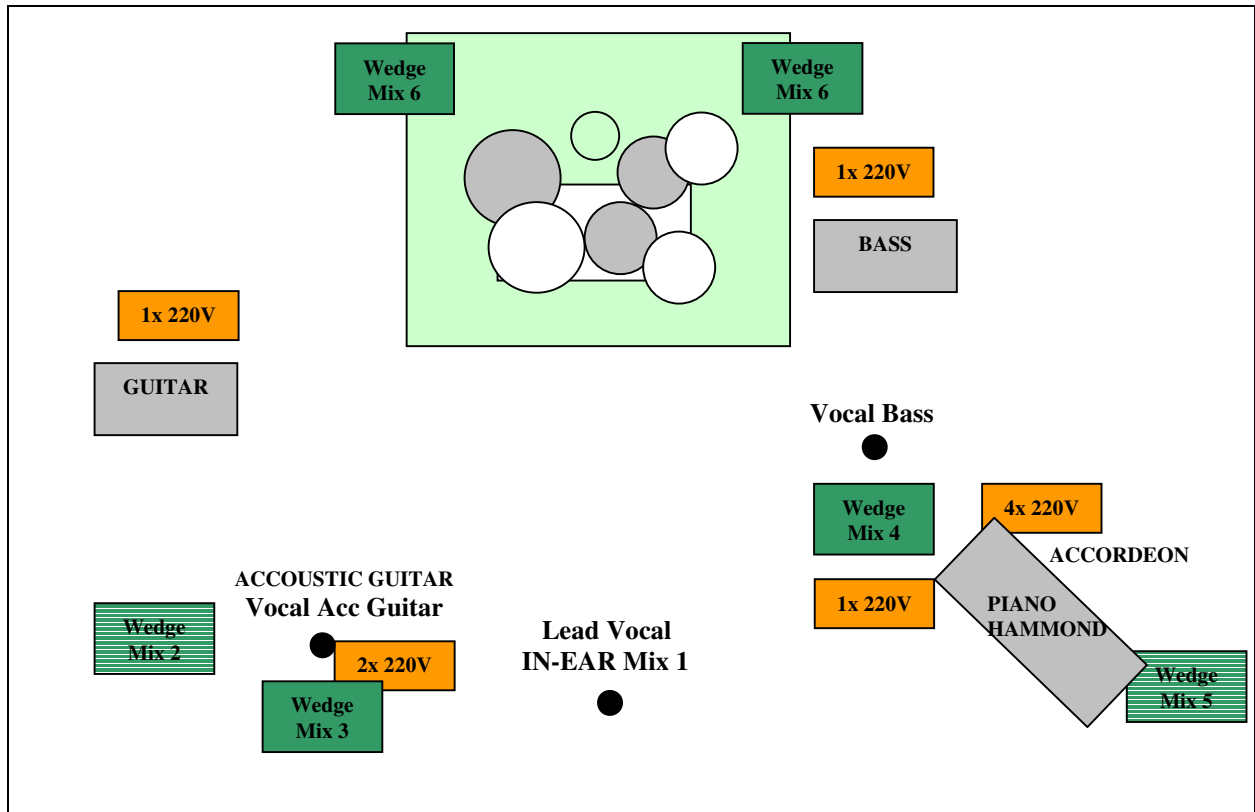 Wedge
Mix 6
Wedge
Mix 6
1x 220V
BASS
1x 220V
GUITAR
Vocal Bass
Wedge
Mix 4
4x 220V
ACCORDEON
1x 220V
PIANO
HAMMOND
ACCOUSTIC GUITAR
Vocal Acc Guitar
Wedge
Mix 2
2x 220V
Wedge
Mix 3
Lead Vocal
IN-EAR Mix 1
Wedge
Mix 5